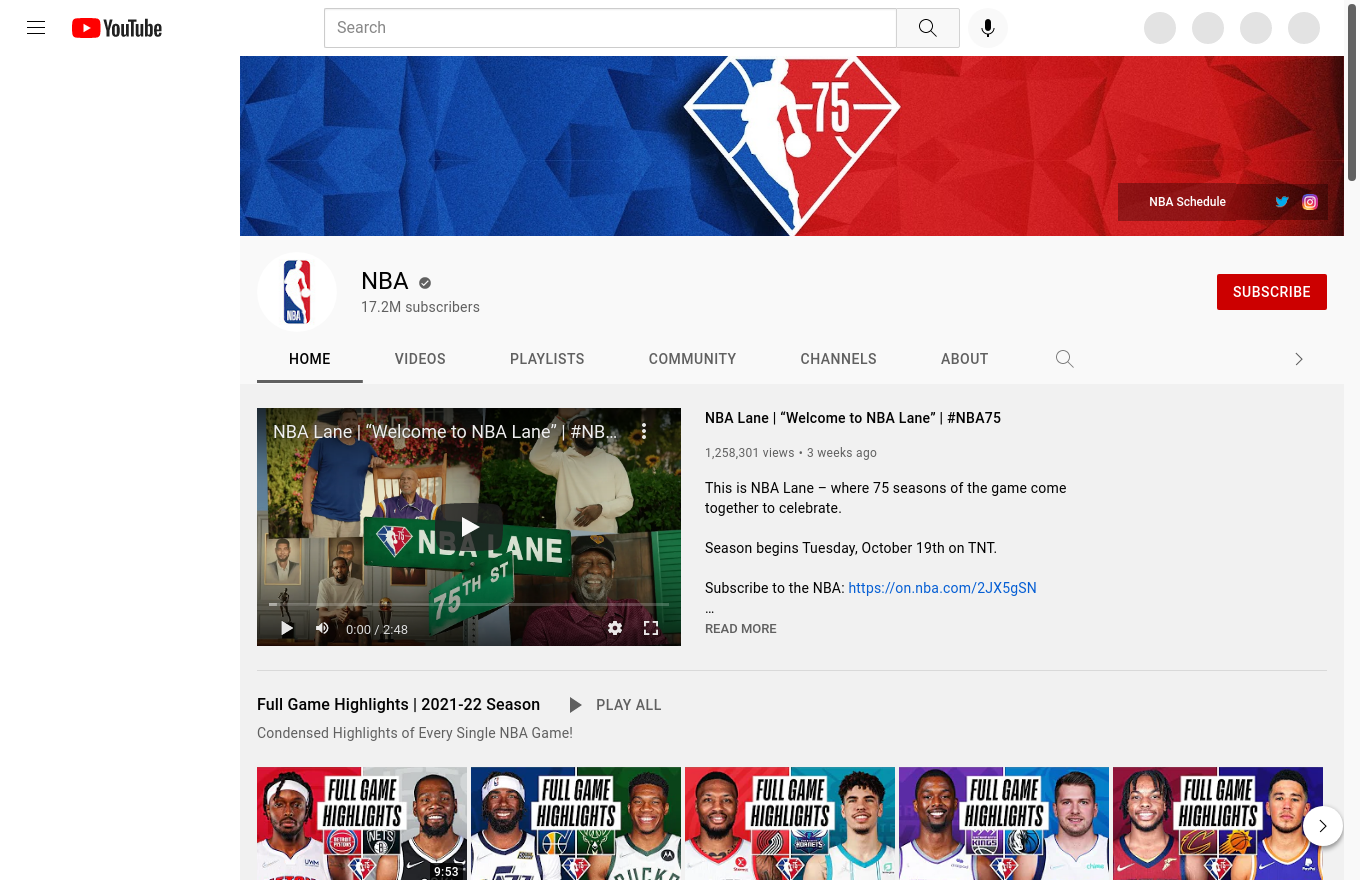 YouTube
Search
75
NBA Schedule
NBA
NBA
17.2M subscribers
SUBSCRIBE
HOME
VIDEOS
PLAYLISTS
COMMUNITY
CHANNELS
ABOUT
NBA Lane | “Welcome to NBA Lane” | #NB…
NBA LANE
75TH ST
0:00 / 2:48
NBA Lane | “Welcome to NBA Lane” | #NBA75
1,258,301 views • 3 weeks ago
This is NBA Lane – where 75 seasons of the game come
together to celebrate.
Season begins Tuesday, October 19th on TNT.
Subscribe to the NBA: https://on.nba.com/2JX5gSN
…
READ MORE
Full Game Highlights | 2021-22 Season
PLAY ALL
Condensed Highlights of Every Single NBA Game!
FULL GAME
HIGHLIGHTS
NETS
9:53
FULL GAME
HIGHLIGHTS
BUCKS
FULL GAME
HIGHLIGHTS
HORNETS
FULL GAME
HIGHLIGHTS
KINGS
FULL GAME
HIGHLIGHTS